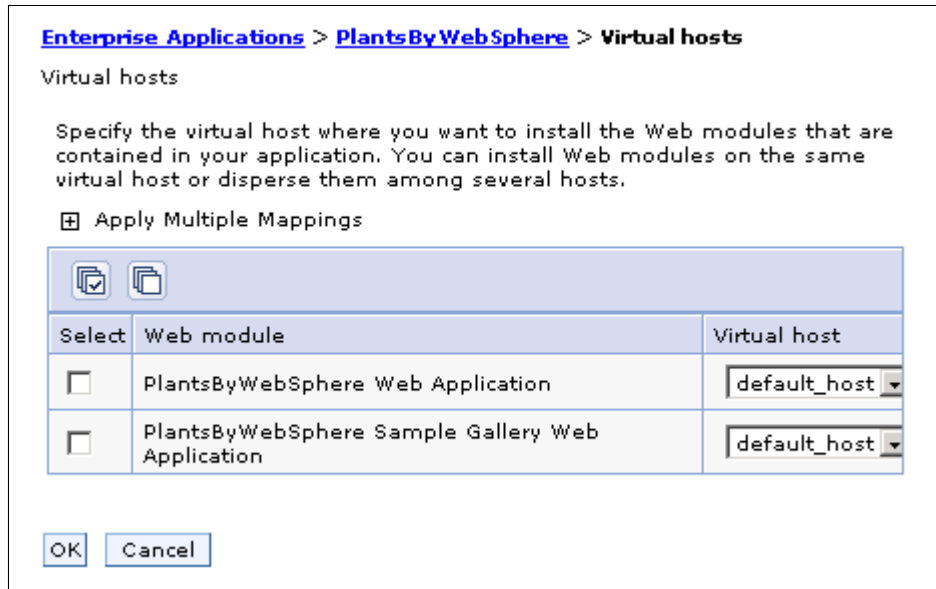 Enterprise Applications > PlantsByWebSphere > Virtual hosts
Virtual hosts
Specify the virtual host where you want to install the Web modules that are
contained in your application. You can install Web modules on the same
virtual host or disperse them among several hosts.
Apply Multiple Mappings
Select Web module Virtual host
PlantsByWebSphere Web Application default_host
PlantsByWebSphere Sample Gallery Web
Application default_host
OK Cancel